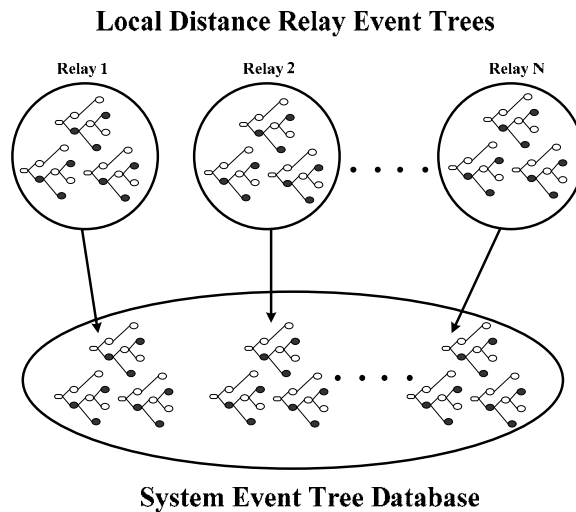 Local Distance Relay Event Trees
Relay 1
Relay 2
Relay N
System Event Tree Database